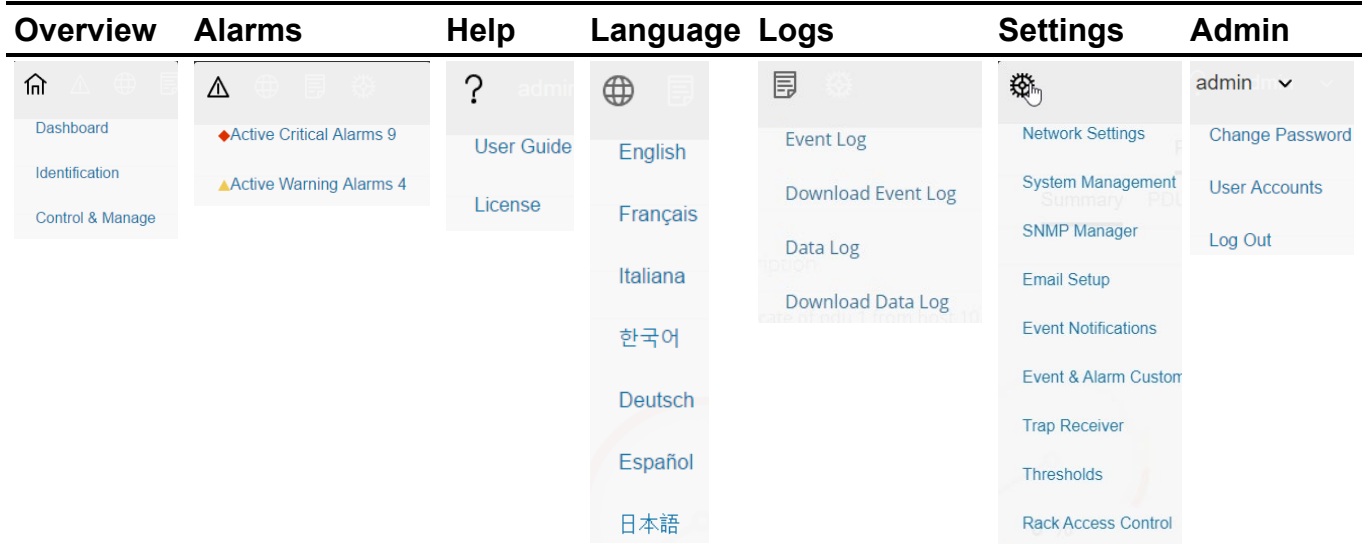 Overview
Alarms
Help
Language
Logs
Settings
Admin
Dashboard
Identification
Control & Manage
Active Critical Alarms 9
Active Warning Alarms 4
?
User Guide
License
English
Français
Italiana
한국어
Deutsch
Español
日本語
Event Log
Download Event Log
Data Log
Download Data Log
Network Settings
System Management
SNMP Manager
Email Setup
Event Notifications
Event & Alarm Custom
Trap Receiver
Thresholds
Rack Access Control
admin
Change Password
User Accounts
Log Out